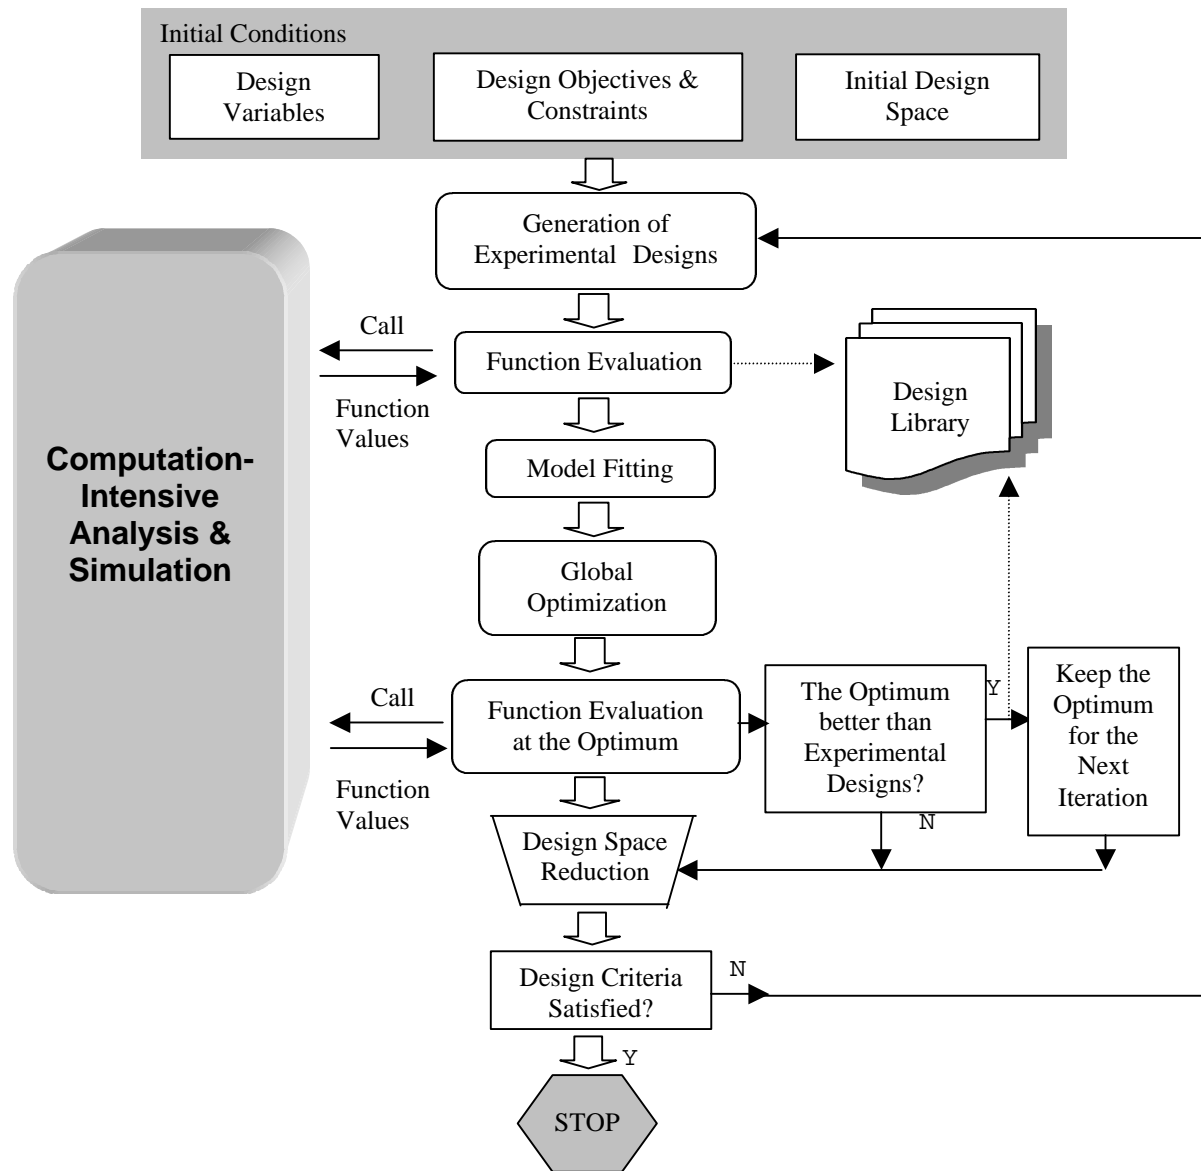 Initial Conditions
Design
Variables
Design Objectives &
Constraints
Initial Design
Space
Generation of
Experimental Designs
Call
Function Evaluation
Function
Values
Design
Library
Computation-
Intensive
Analysis &
Simulation
Model Fitting
Global
Optimization
Call
Function Evaluation
at the Optimum
Function
Values
The Optimum
better than
Experimental
Designs?
Y
N
Keep the
Optimum
for the
Next
Iteration
Design Space
Reduction
Design Criteria
Satisfied?
N
Y
STOP